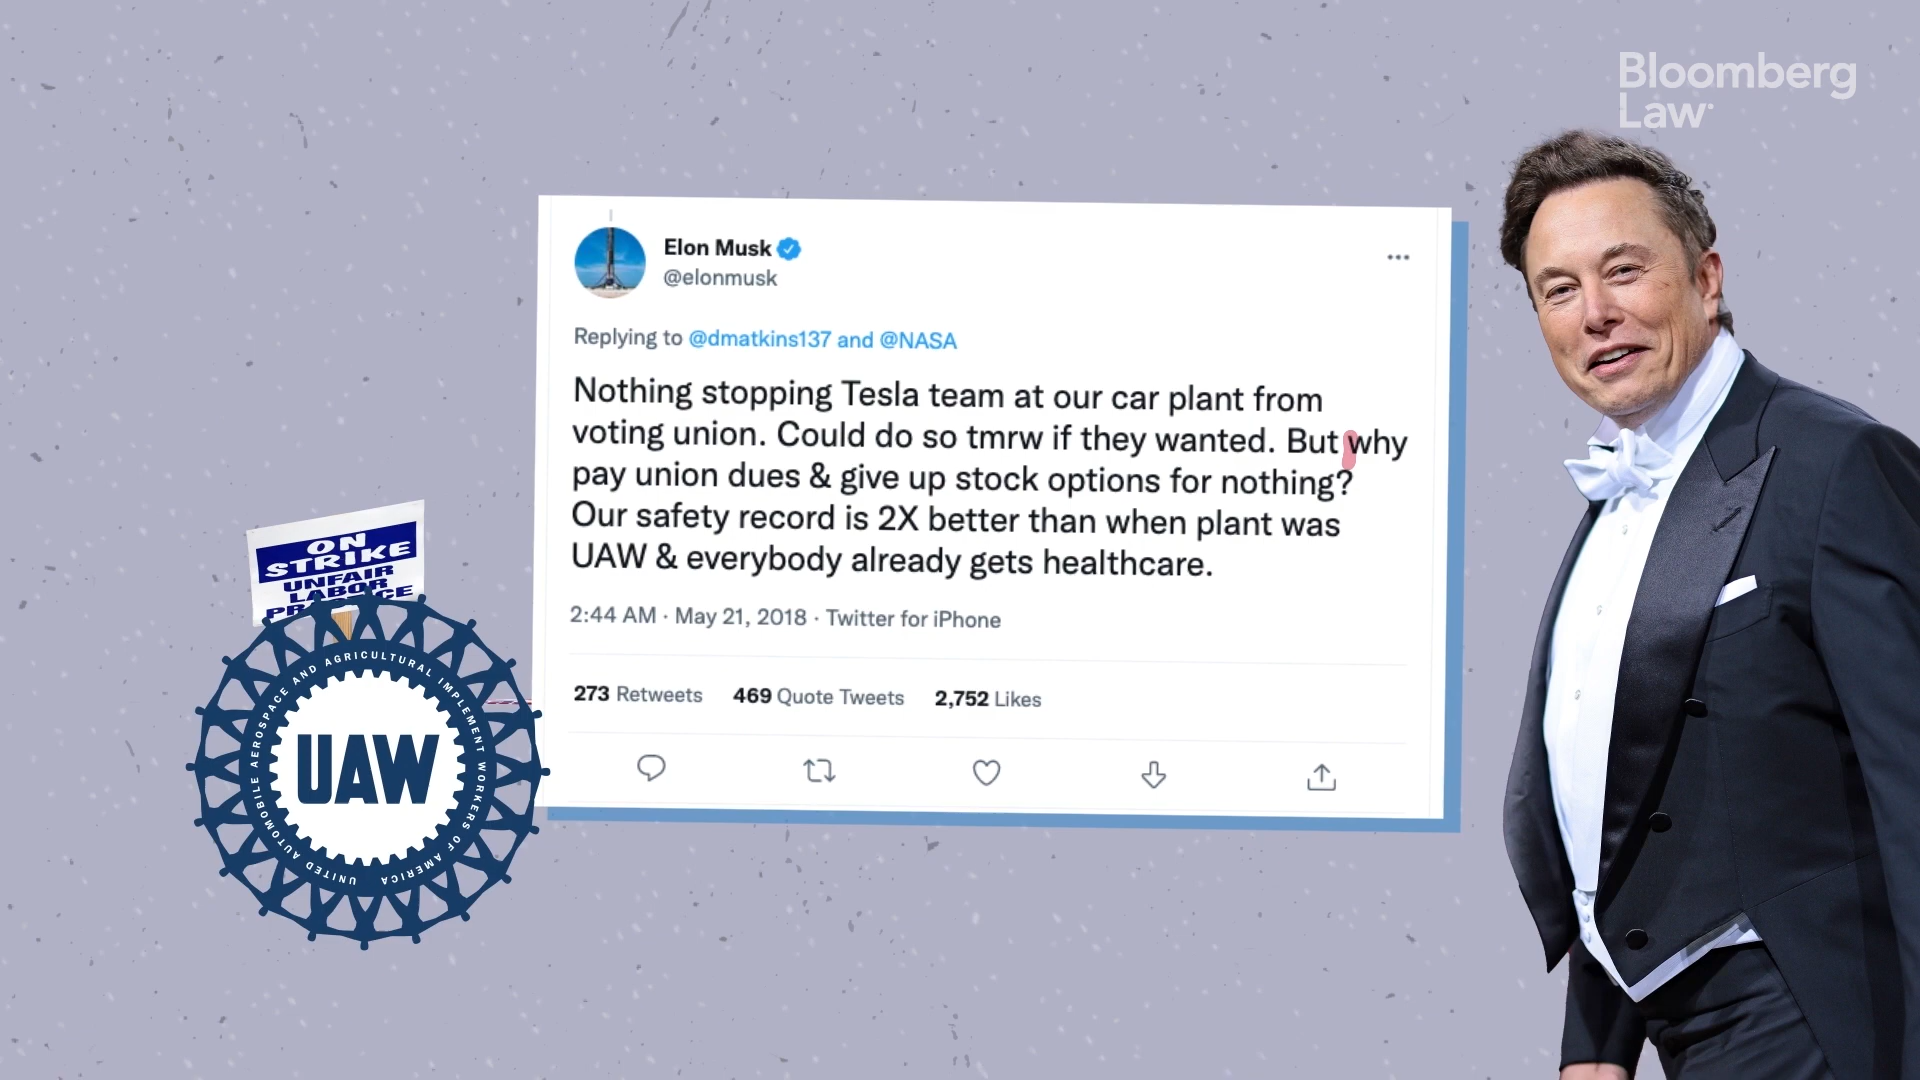 Bloomberg
Law
Elon Musk
@elonmusk
Replying to @dmatkins137 and @NASA
Nothing stopping Tesla team at our car plant from
voting union. Could do so tmrw if they wanted. But why
pay union dues & give up stock options for nothing?
Our safety record is 2X better than when plant was
UAW & everybody already gets healthcare.
2:44 AM · May 21, 2018 · Twitter for iPhone
273 Retweets 469 Quote Tweets 2,752 Likes
ON
STRIKE
UNFAIR
LABOR
UNITED AUTOMOBILE AEROSPACE AND AGRICULTURAL IMPLEMENT WORKERS OF AMERICA
UAW